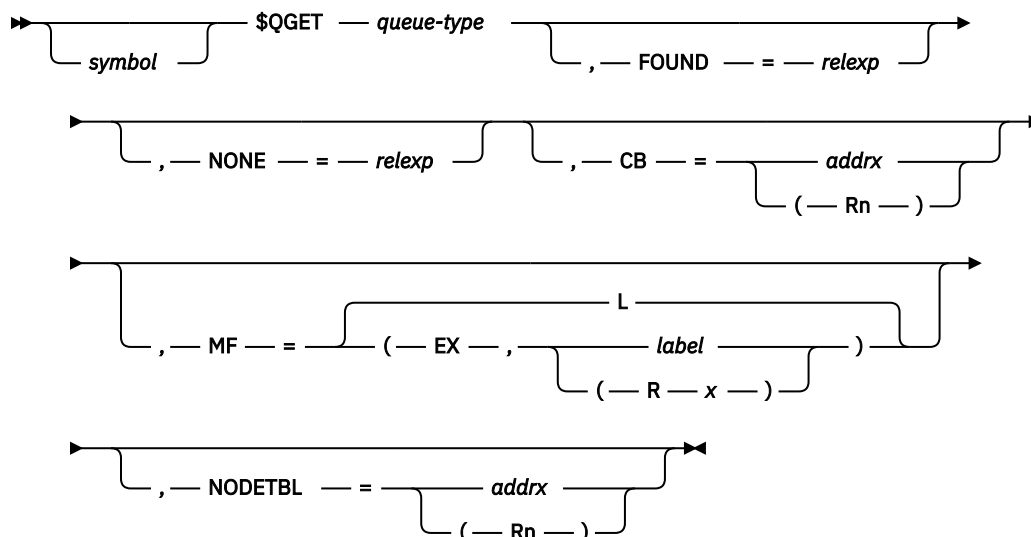 $QGET queue-type
symbol , FOUND = relexp
, NONE = relexp , CB = addrx
( Rn )
L
, MF = ( EX , label )
( R x )
, NODETBL = addrx
( Rn )